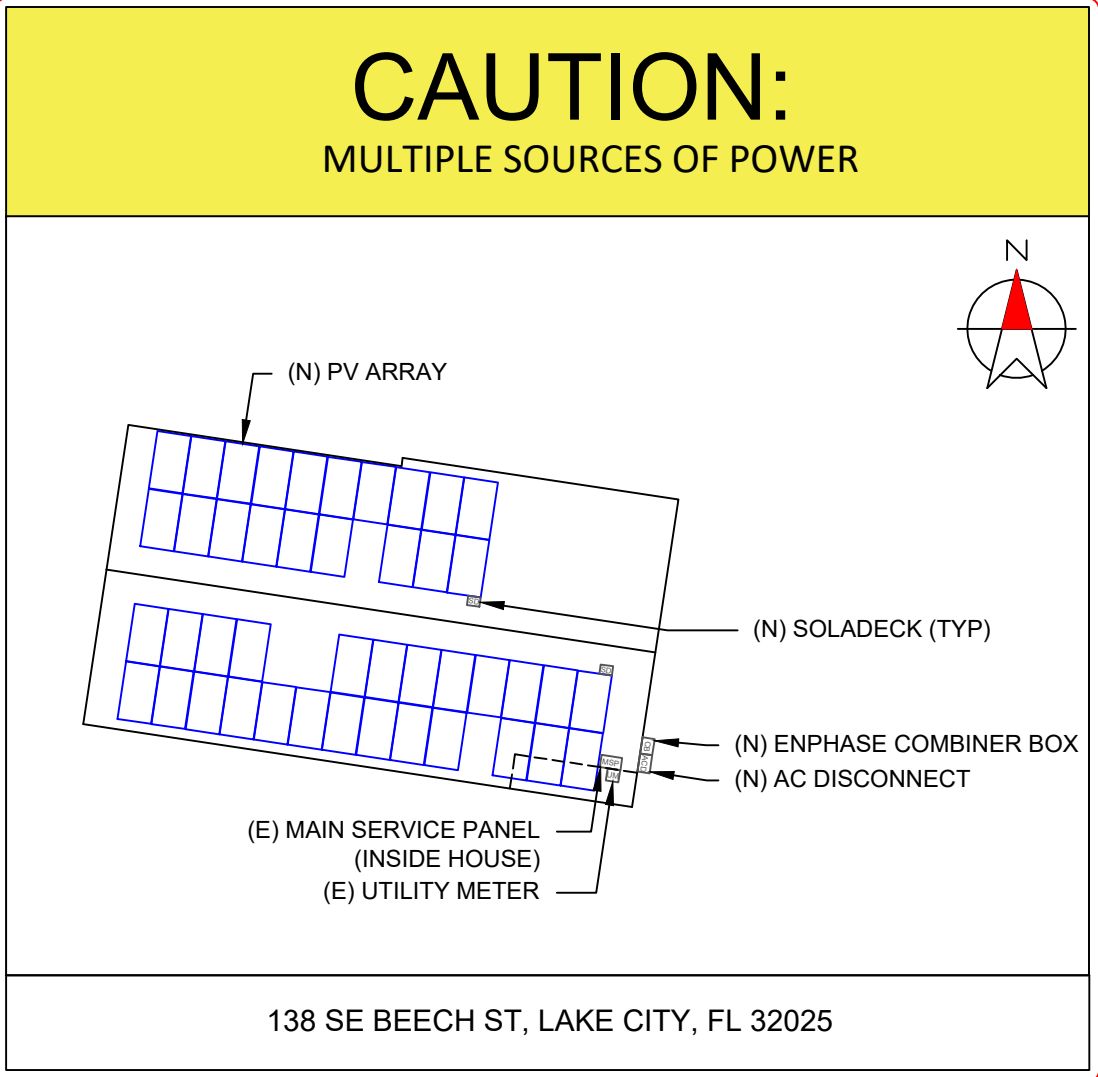 CAUTION:
MULTIPLE SOURCES OF POWER
N
(N) PV ARRAY
SD
(N) SOLADECK (TYP)
SD
CB
(N) ENPHASE COMBINER BOX
MSP
ACD
UM
(N) AC DISCONNECT
(E) MAIN SERVICE PANEL
(INSIDE HOUSE)
(E) UTILITY METER
138 SE BEECH ST, LAKE CITY, FL 32025